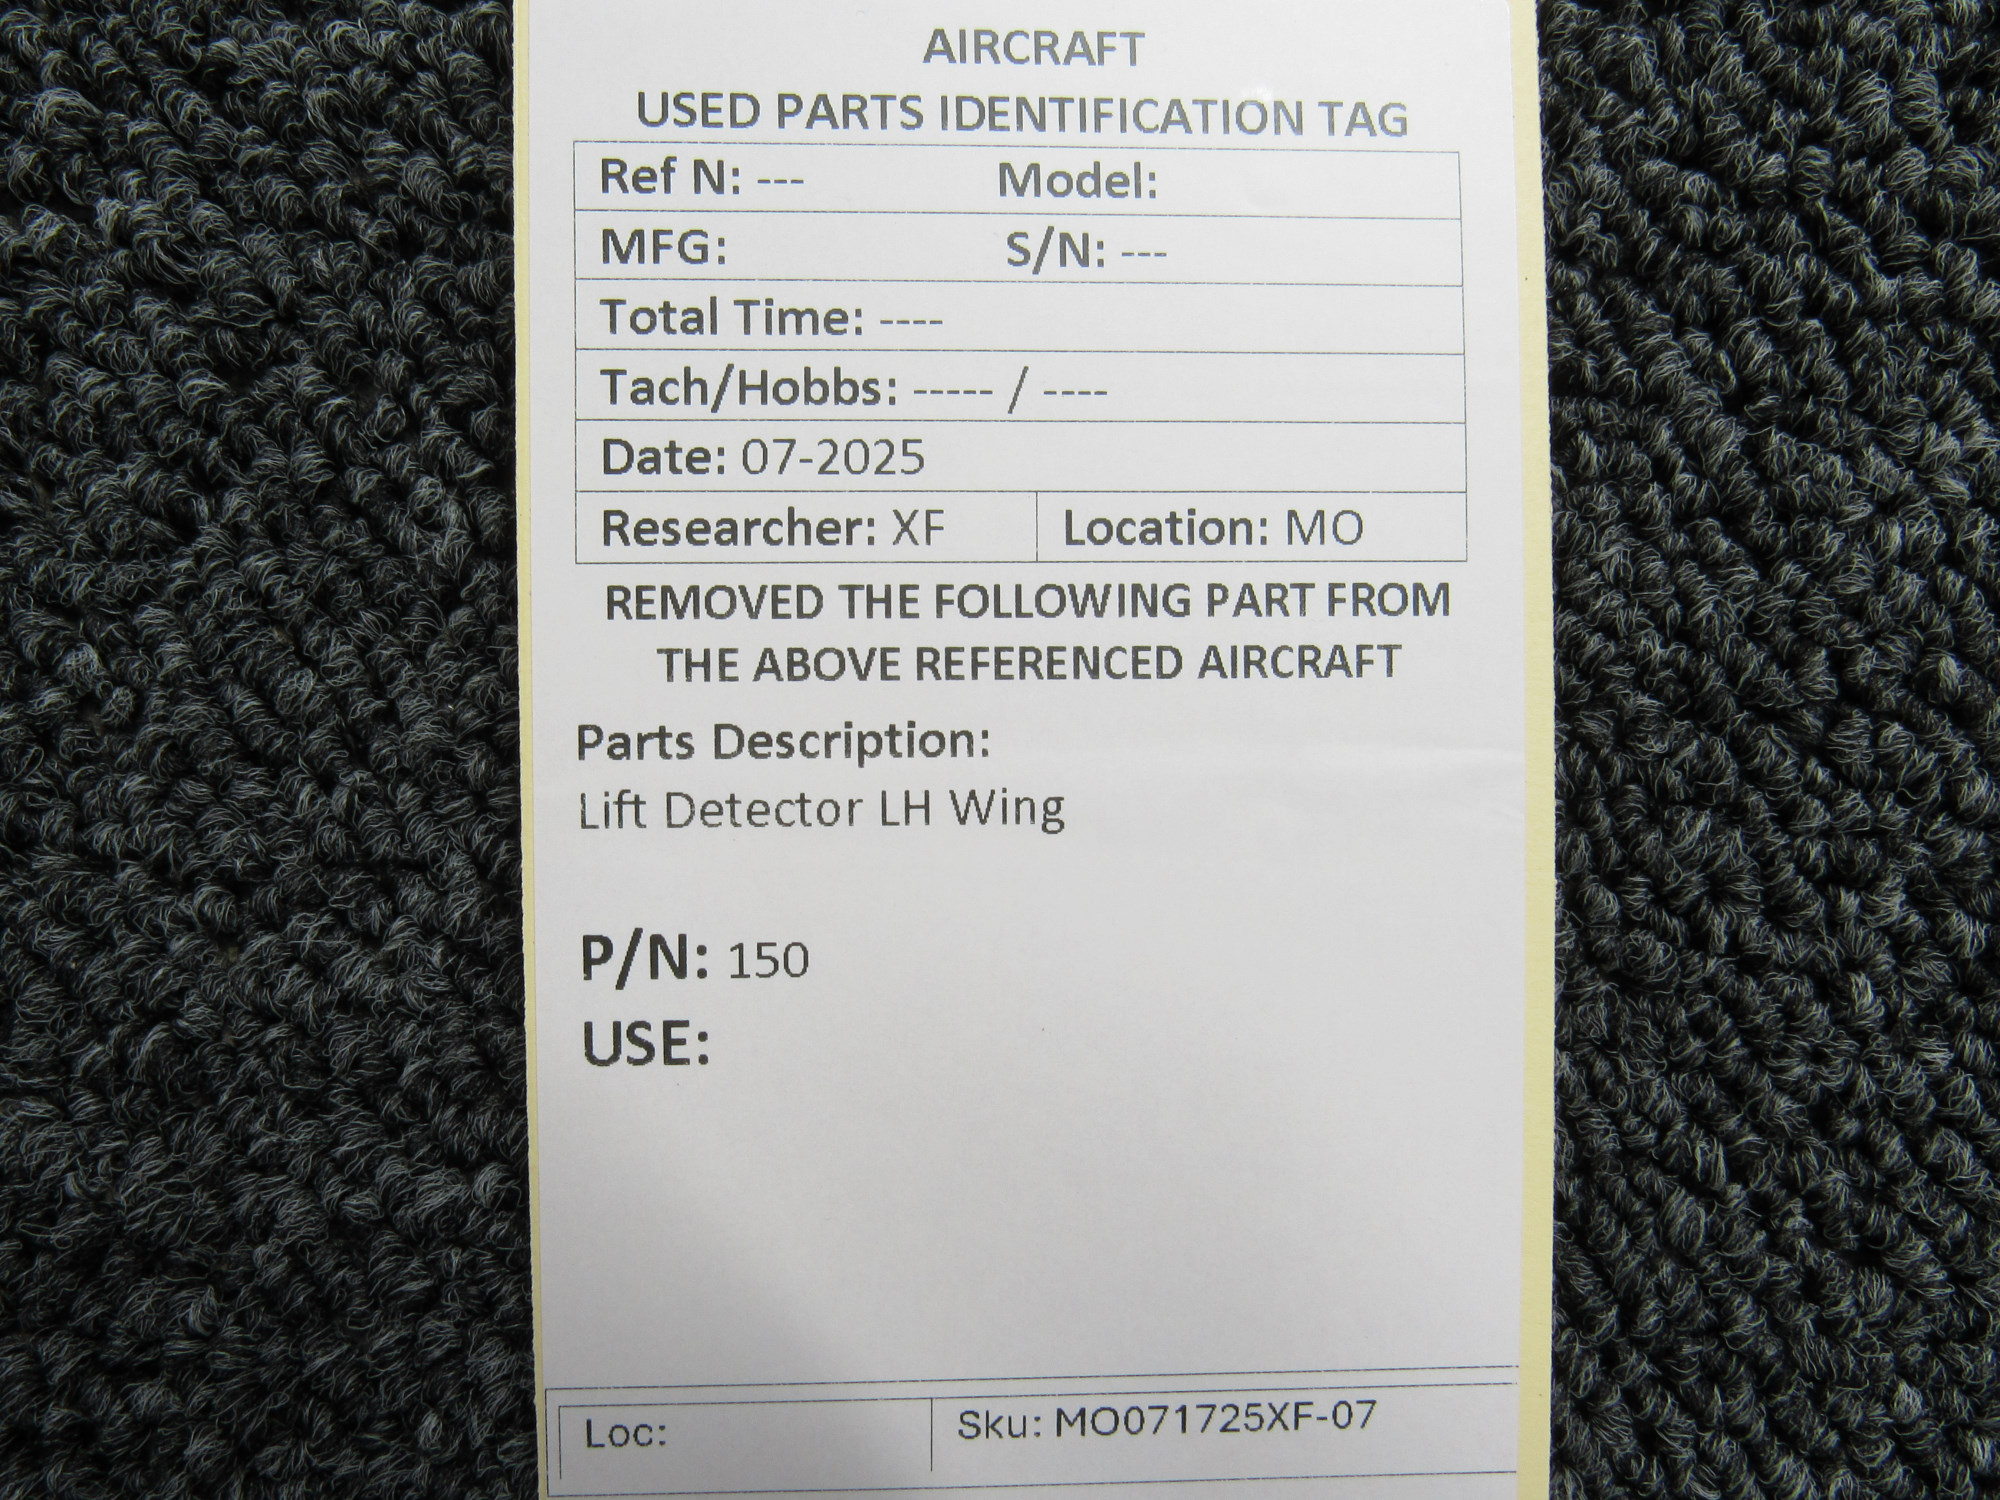 AIRCRAFT
USED PARTS IDENTIFICATION TAG
Ref N: --- Model:
MFG: S/N: ---
Total Time: ----
Tach/Hobbs: ----- / ----
Date: 07-2025
Researcher: XF Location: MO
REMOVED THE FOLLOWING PART FROM
THE ABOVE REFERENCED AIRCRAFT
Parts Description:
Lift Detector LH Wing
P/N: 150
USE:
Loc: Sku: MO071725XF-07